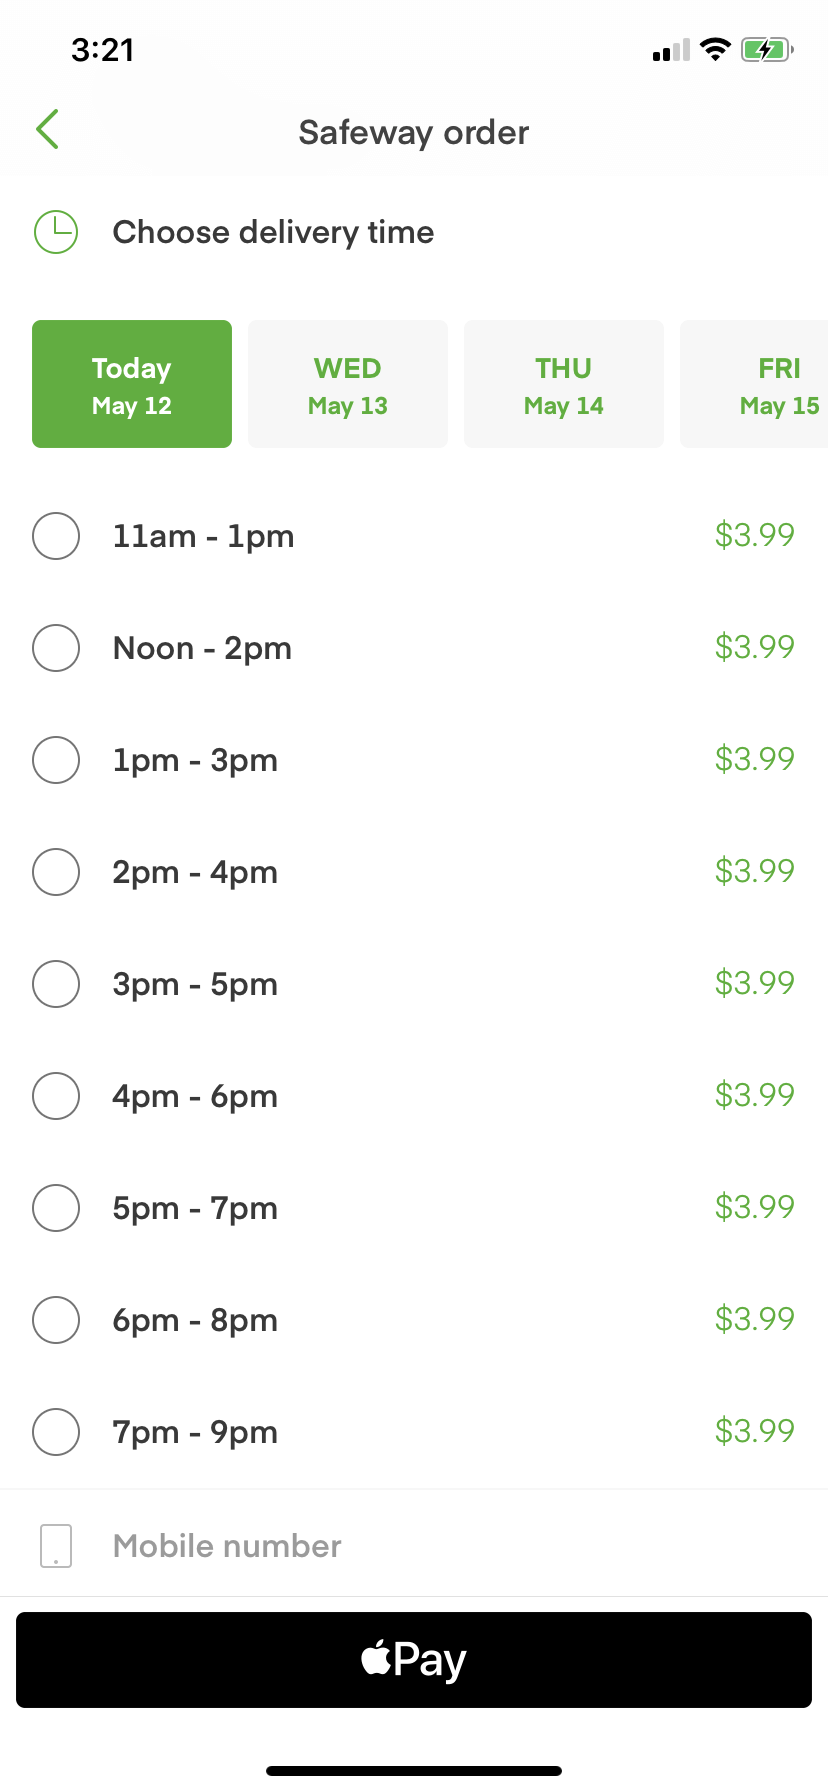 3:21
Safeway order
Choose delivery time
Today
May 12
WED
May 13
THU
May 14
FRI
May 15
11am - 1pm $3.99
Noon - 2pm $3.99
1pm - 3pm $3.99
2pm - 4pm $3.99
3pm - 5pm $3.99
4pm - 6pm $3.99
5pm - 7pm $3.99
6pm - 8pm $3.99
7pm - 9pm $3.99
Mobile number
Pay